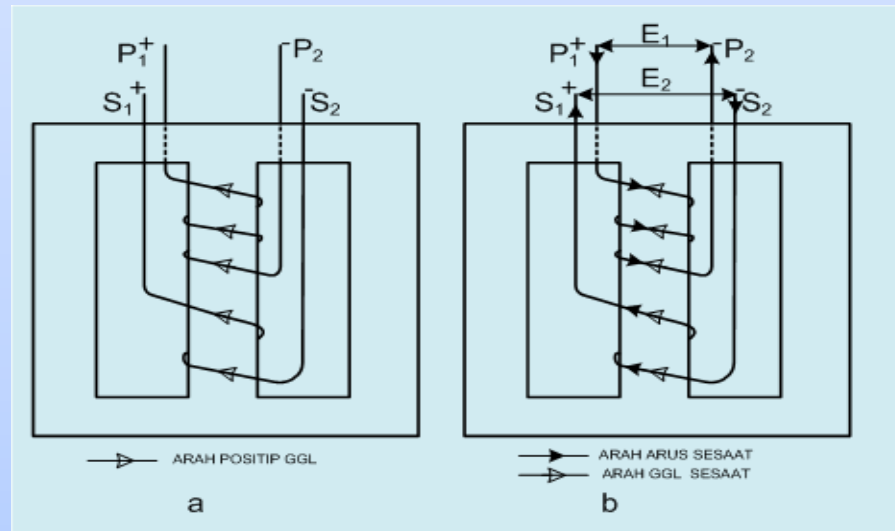 P₁⁺ ⁻P₂
S₁⁺ ⁻S₂
ARAH POSITIP GGL
a
E₁
P₁⁺ ⁻P₂
E₂
S₁⁺ ⁻S₂
ARAH ARUS SESAAT
ARAH GGL SESAAT
b